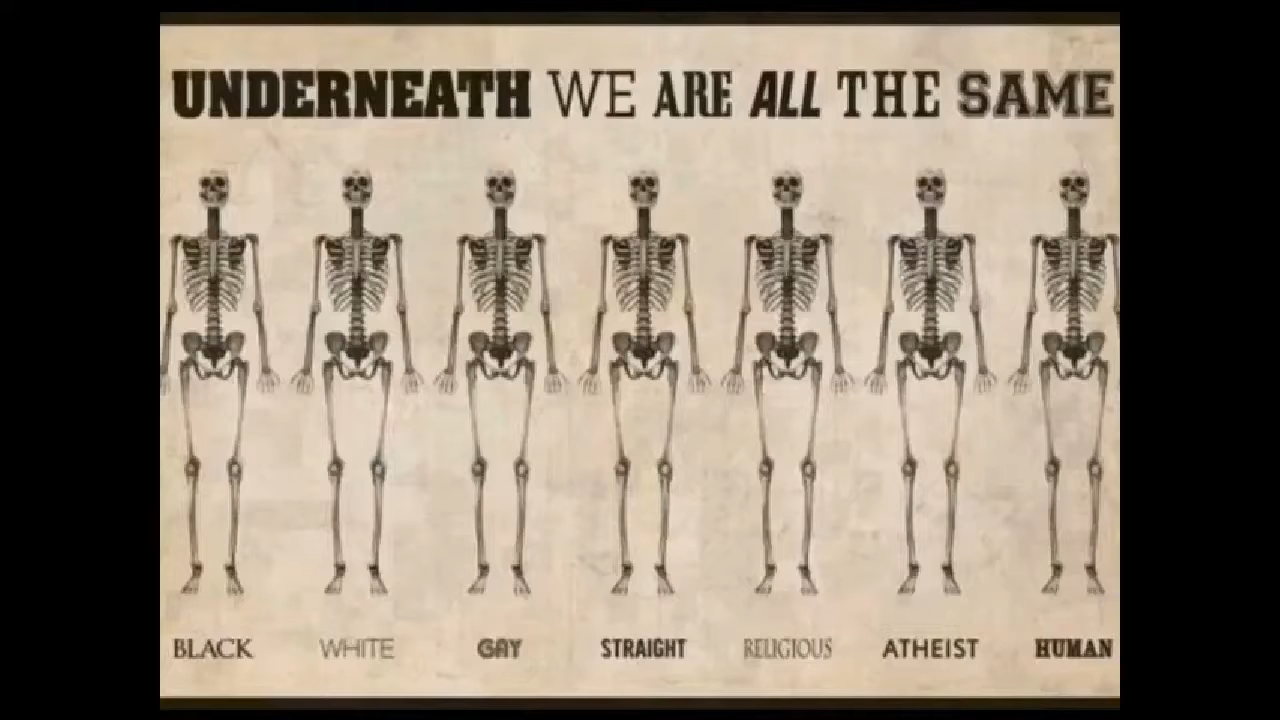 UNDERNEATH WE ARE ALL THE SAME
BLACK WHITE GAY STRAIGHT RELIGIOUS ATHEIST HUMAN